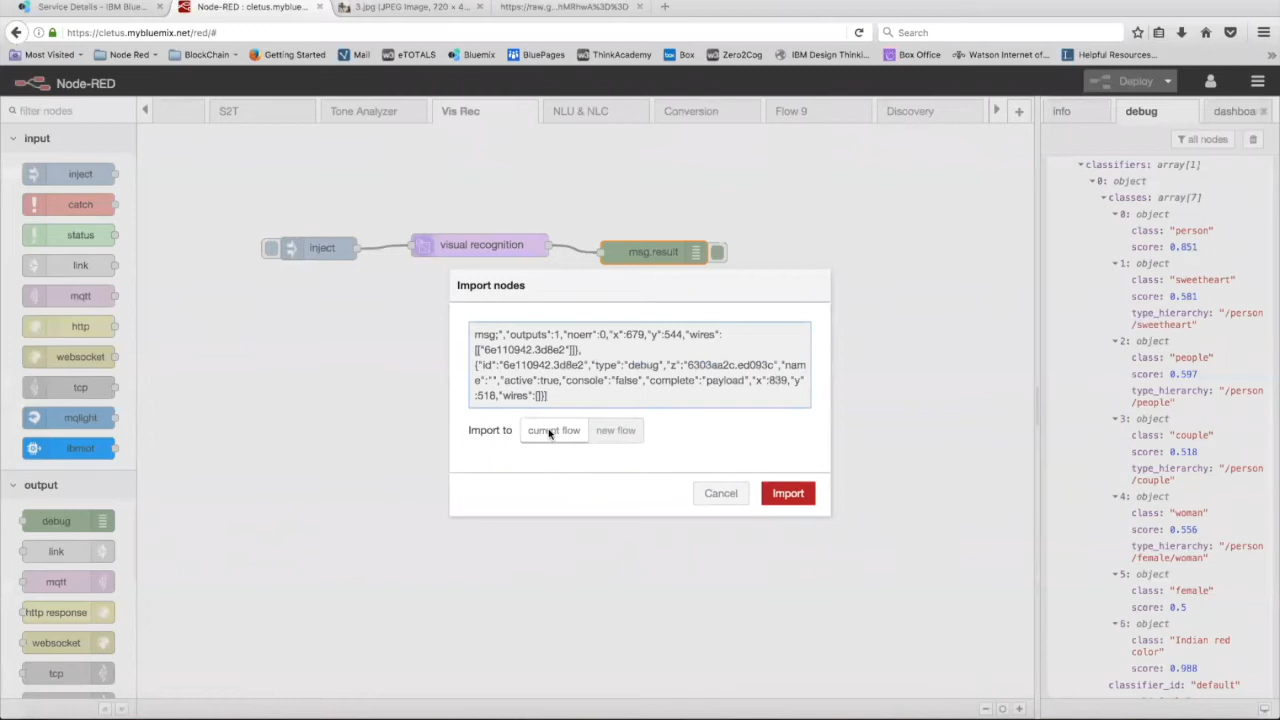 Service Details - IBM Blue...
Node-RED : cletus.myblue...
3.jpg (JPEG Image, 720 × 4...
https://raw.g...hMRhwA%3D%3D
https://cletus.mybluemix.net/red/#
Search
Most Visited
Node Red
BlockChain
Getting Started
Mail
eTOTALS
Bluemix
BluePages
ThinkAcademy
Box
Zero2Cog
IBM Design Thinki...
Box Office
Watson Internet of...
Helpful Resources...
Node-RED
Deploy
filter nodes
S2T
Tone Analyzer
Vis Rec
NLU & NLC
Conversion
Flow 9
Discovery
info
debug
dashboa
input
inject
catch
status
link
mqtt
http
websocket
tcp
mqlight
ibmiot
output
debug
link
mqtt
http response
websocket
tcp
inject
visual recognition
msg.result
Import nodes
msg;","outputs":1,"noerr":0,"x":679,"y":544,"wires":
[["6e110942.3d8e2"]]},
{"id":"6e110942.3d8e2","type":"debug","z":"6303aa2c.ed093c","nam
e":"","active":true,"console":"false","complete":"payload","x":839,"y"
:518,"wires":[]}]
Import to
current flow
new flow
Cancel
Import
all nodes
classifiers: array[1]
0: object
classes: array[7]
0: object
class: "person"
score: 0.851
1: object
class: "sweetheart"
score: 0.581
type_hierarchy: "/person
/sweetheart"
2: object
class: "people"
score: 0.597
type_hierarchy: "/person
/people"
3: object
class: "couple"
score: 0.518
type_hierarchy: "/person
/couple"
4: object
class: "woman"
score: 0.556
type_hierarchy: "/person
/female/woman"
5: object
class: "female"
score: 0.5
6: object
class: "Indian red
color"
score: 0.988
classifier_id: "default"